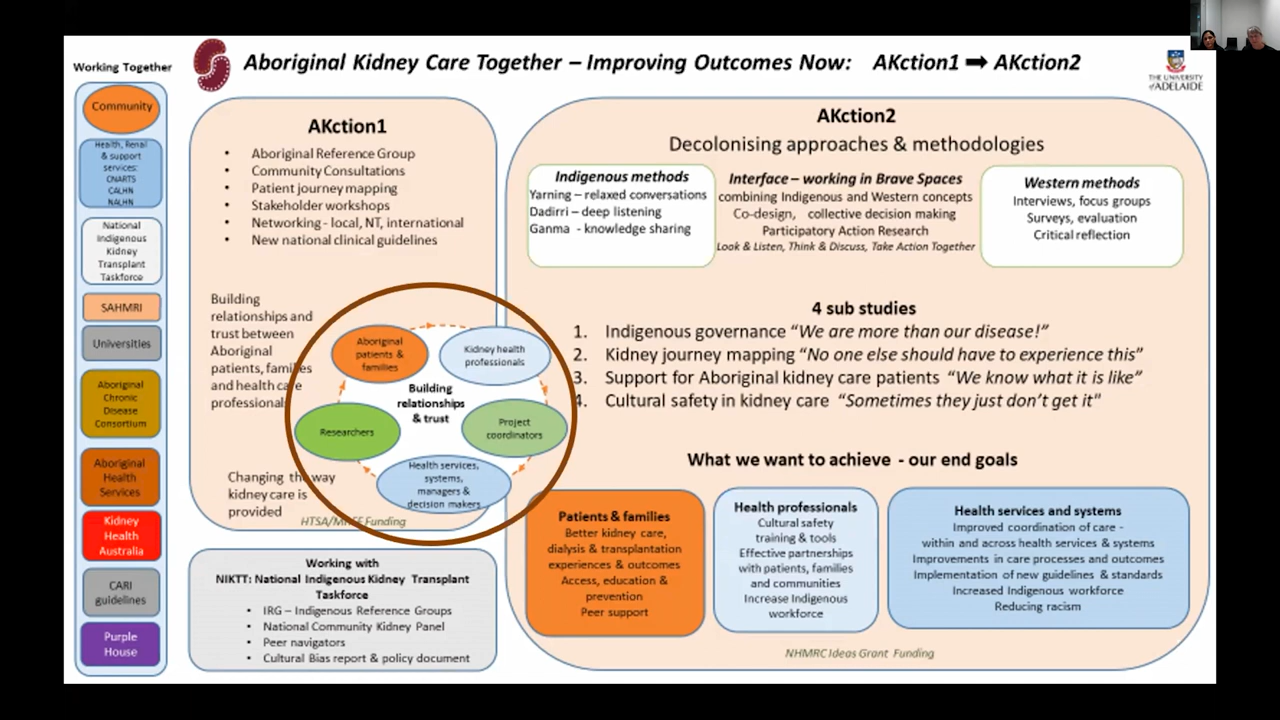 Aboriginal Kidney Care Together – Improving Outcomes Now: AKction1 ➡ AKction2
THE UNIVERSITY
of ADELAIDE
Working Together
Community
Health, Renal
& support
services:
CNARTS
CALHN
NALHN
National
Indigenous
Kidney
Transplant
Taskforce
SAHMRI
Universities
Aboriginal
Chronic
Disease
Consortium
Aboriginal
Health
Services
Kidney
Health
Australia
CARI
guidelines
Purple
House
AKction1
• Aboriginal Reference Group
• Community Consultations
• Patient journey mapping
• Stakeholder workshops
• Networking - local, NT, international
• New national clinical guidelines
Building
relationships and
trust between
Aboriginal
patients, families
and health care
professionals
Changing the way
kidney care is
provided
HTSA/MRFF Funding
Aboriginal
patients &
families
Kidney health
professionals
Building
relationships
& trust
Researchers
Project
coordinators
Health services,
systems,
managers &
decision makers
Working with
NIKTT: National Indigenous Kidney Transplant
Taskforce
• IRG – Indigenous Reference Groups
• National Community Kidney Panel
• Peer navigators
• Cultural Bias report & policy document
AKction2
Decolonising approaches & methodologies
Indigenous methods
Yarning – relaxed conversations
Dadirri – deep listening
Ganma - knowledge sharing
Interface – working in Brave Spaces
combining Indigenous and Western concepts
Co-design, collective decision making
Participatory Action Research
Look & Listen, Think & Discuss, Take Action Together
Western methods
Interviews, focus groups
Surveys, evaluation
Critical reflection
4 sub studies
1. Indigenous governance “We are more than our disease!”
2. Kidney journey mapping “No one else should have to experience this”
3. Support for Aboriginal kidney care patients “We know what it is like”
4. Cultural safety in kidney care “Sometimes they just don’t get it"
What we want to achieve - our end goals
Patients & families
Better kidney care,
dialysis & transplantation
experiences & outcomes
Access, education &
prevention
Peer support
Health professionals
Cultural safety
training & tools
Effective partnerships
with patients, families
and communities
Increase Indigenous
workforce
Health services and systems
Improved coordination of care -
within and across health services & systems
Improvements in care processes and outcomes
Implementation of new guidelines & standards
Increased Indigenous workforce
Reducing racism
NHMRC Ideas Grant Funding